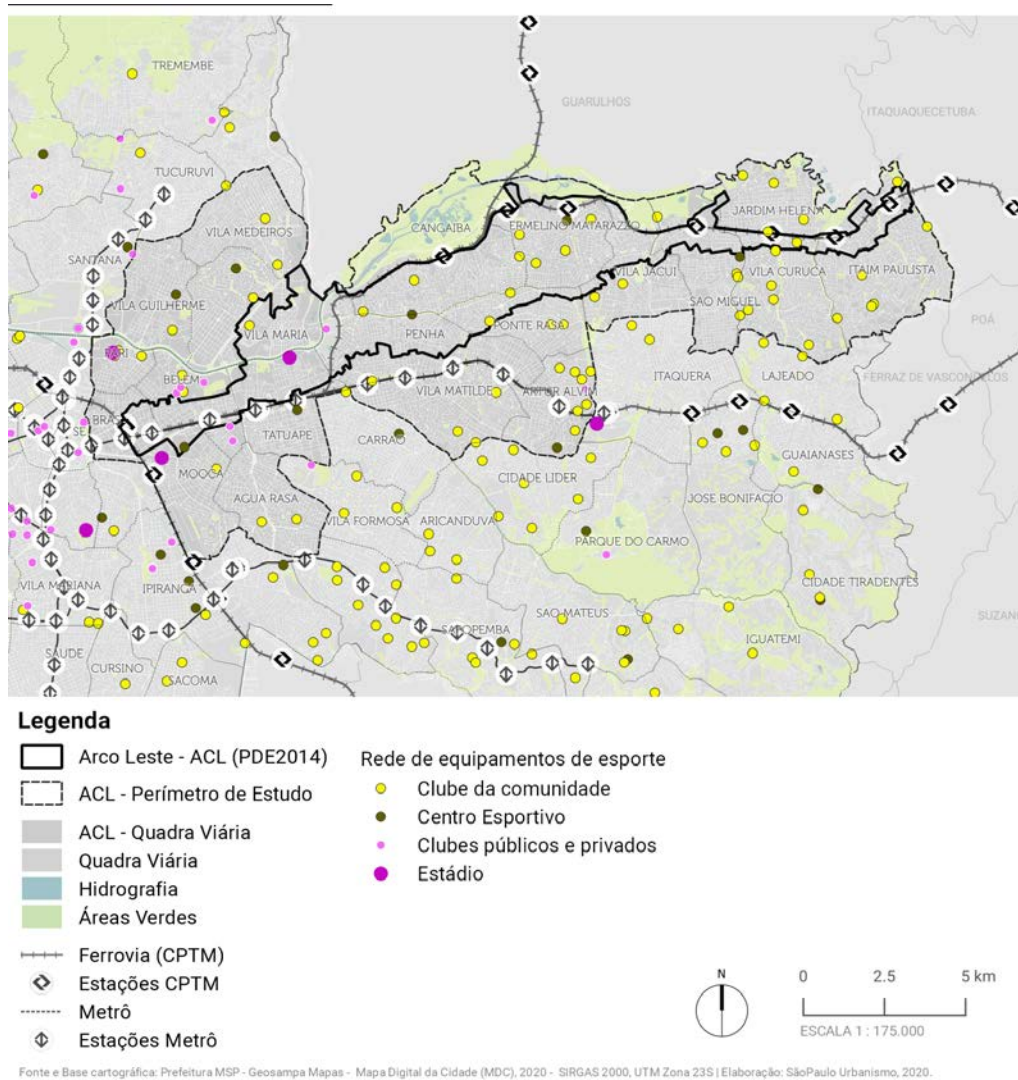 TREMEMBE
GUARULHOS
ITAQUAQUECETUBA
TUCURUVI
JARDIM HELENA
VILA MEDEIROS
CANGAIBA
ERMELINO MATARAZZO
SANTANA
VILA JACUI
VILA CURUCA
ITAIM PAULISTA
VILA GUILHERME
SAO MIGUEL
VILA MARIA
PENHA
PONTE RASA
POÁ
PARI
ITAQUERA
LAJEADO
BELEM
VILA MATILDE
ARTUR ALVIM
FERRAZ DE VASCONCELOS
BRAS
SE
TATUAPE
CARRAO
MOOCA
CIDADE LIDER
GUAIANASES
AGUA RASA
JOSE BONIFACIO
VILA FORMOSA
ARICANDUVA
PARQUE DO CARMO
VILA MARIANA
IPIRANGA
CIDADE TIRADENTES
SAO MATEUS
SUZANO
SAPOPEMBA
IGUATEMI
SAUDE
CURSINO
SACOMA
Legenda
Arco Leste - ACL (PDE2014)
ACL - Perímetro de Estudo
ACL - Quadra Viária
Quadra Viária
Hidrografia
Áreas Verdes
Ferrovia (CPTM)
Estações CPTM
Metrô
Estações Metrô
Rede de equipamentos de esporte
Clube da comunidade
Centro Esportivo
Clubes públicos e privados
Estádio
N
0 2.5 5 km
ESCALA 1 : 175.000
Fonte e Base cartográfica: Prefeitura MSP - Geosampa Mapas - Mapa Digital da Cidade (MDC), 2020 - SIRGAS 2000, UTM Zona 23S | Elaboração: SãoPaulo Urbanismo, 2020.